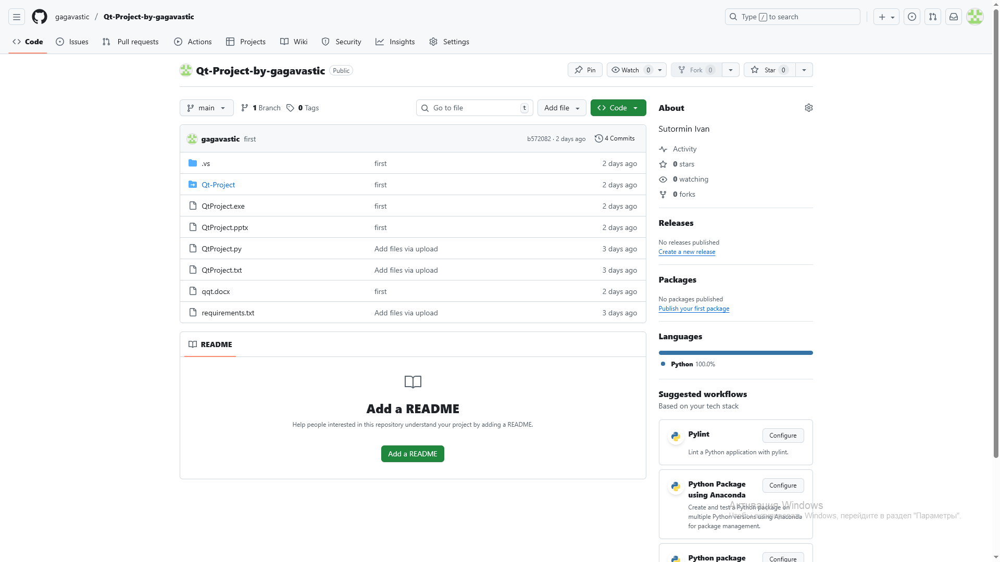 gagavastic / Qt-Project-by-gagavastic
Type / to search
Code Issues Pull requests Actions Projects Wiki Security Insights Settings
Qt-Project-by-gagavastic Public
Pin Watch 0 Fork 0 Star 0
main 1 Branch 0 Tags Go to file t Add file Code
gagavastic first b572082 · 2 days ago 4 Commits
.vs first 2 days ago
Qt-Project first 2 days ago
QtProject.exe first 2 days ago
QtProject.pptx first 2 days ago
QtProject.py Add files via upload 3 days ago
QtProject.txt Add files via upload 3 days ago
qqt.docx first 2 days ago
requirements.txt Add files via upload 3 days ago
README
Add a README
Help people interested in this repository understand your project by adding a README.
Add a README
About
Sutormin Ivan
Activity
0 stars
0 watching
0 forks
Releases
No releases published
Create a new release
Packages
No packages published
Publish your first package
Languages
Python 100.0%
Suggested workflows
Based on your tech stack
Pylint Configure
Lint a Python application with pylint.
Python Package Configure
using Anaconda
Create and test a Python package on
multiple Python versions using Anaconda
for package management.
Python package Configure
Активация Windows
Чтобы активировать Windows, перейдите в раздел "Параметры".